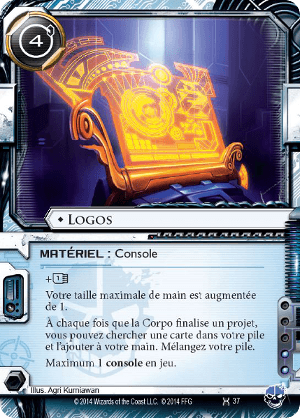 4
♦ Logos
MATÉRIEL : Console
+1
Votre taille maximale de main est augmentée
de 1.
À chaque fois que la Corpo finalise un projet,
vous pouvez chercher une carte dans votre pile
et l'ajouter à votre main. Mélangez votre pile.
Maximum 1 console en jeu.
Illus. Agri Kurniawan
© 2014 Wizards of the Coast LLC. © 2014 FFG
37